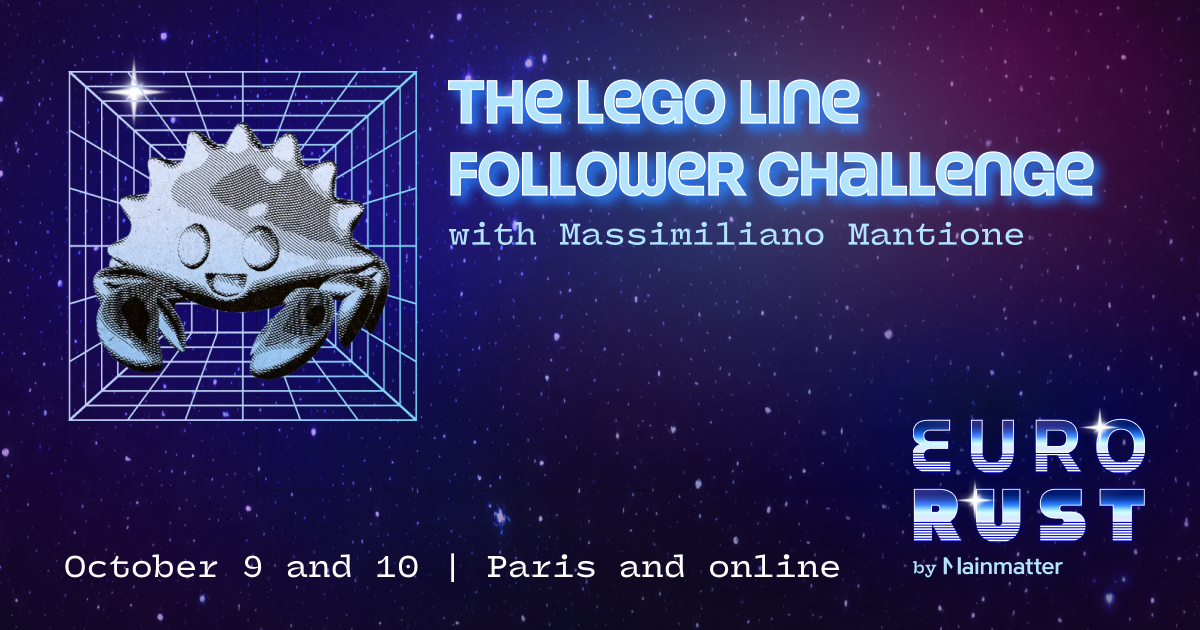 THE LEGO LINE
FOLLOWER CHALLENGE
with Massimiliano Mantione
EURO
RUST
by Mainmatter
October 9 and 10 | Paris and online